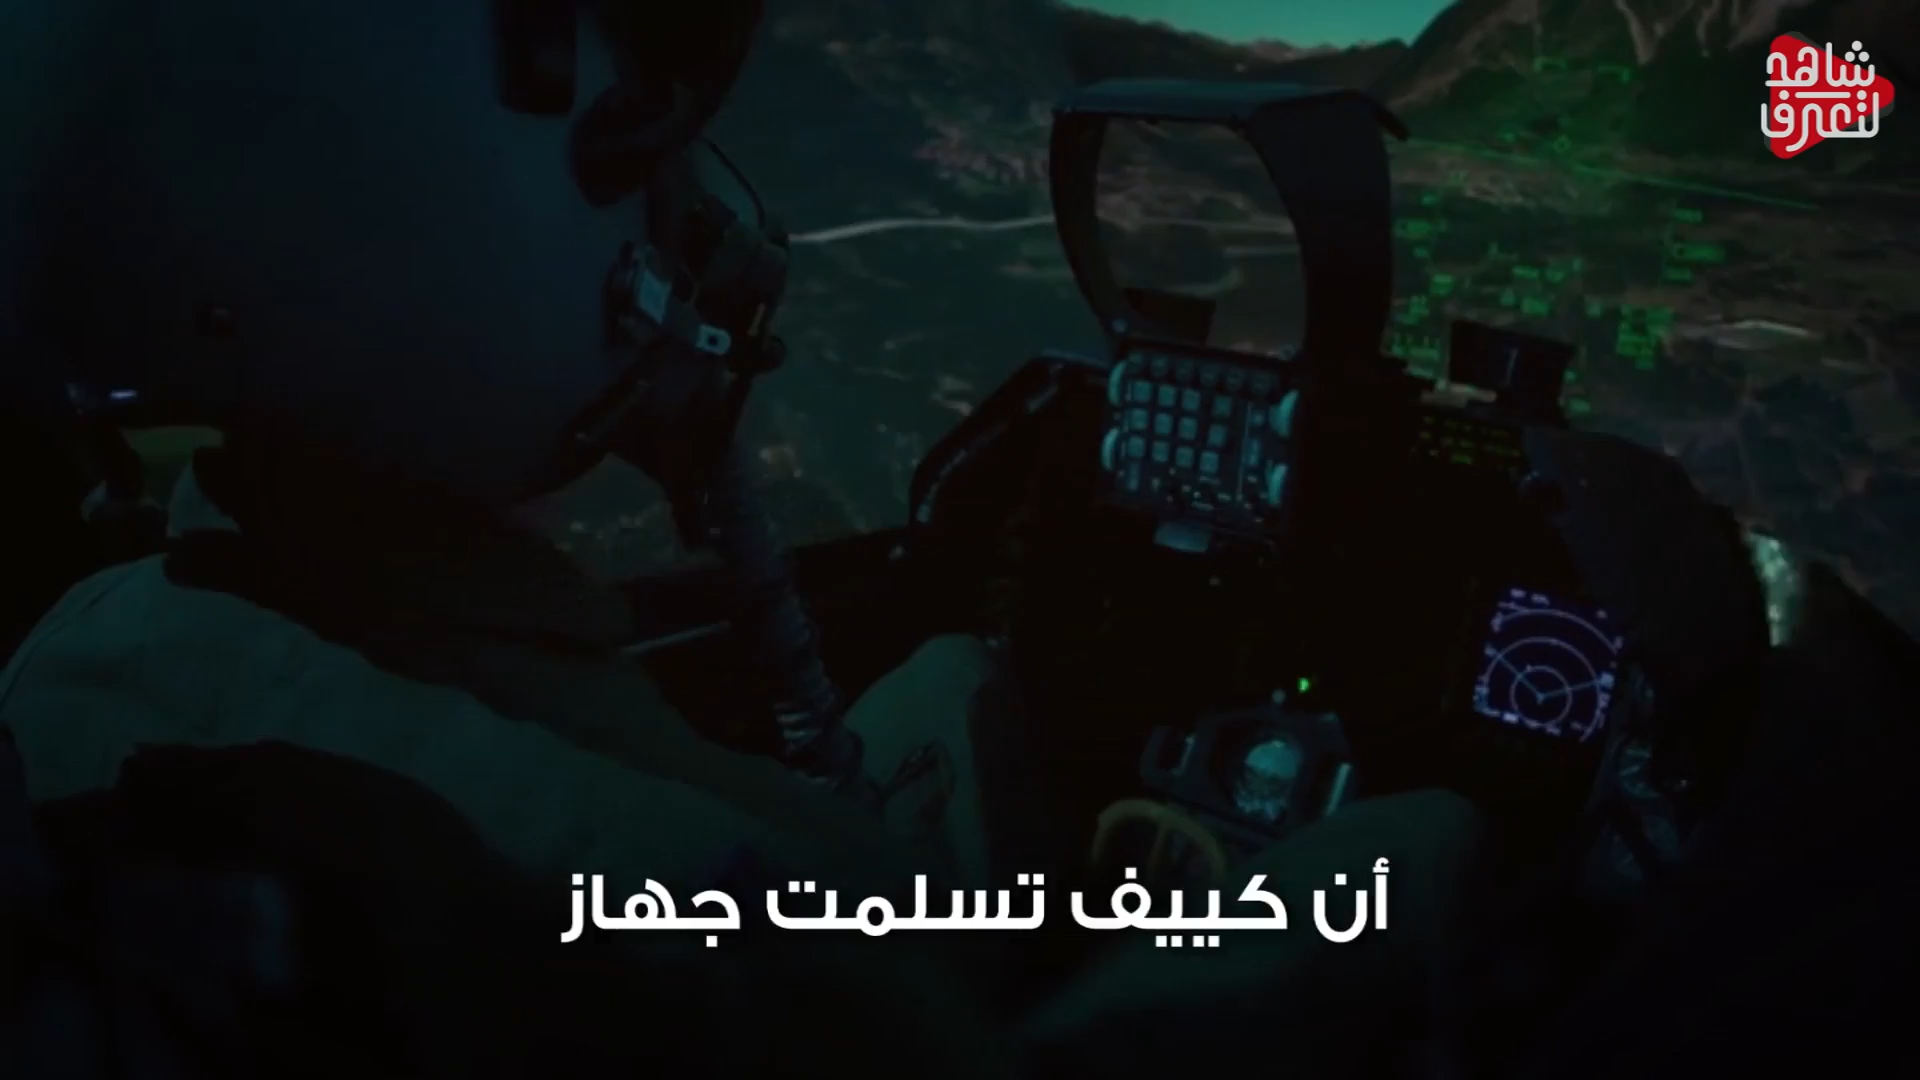 شاهد
لتعرف
أن كييف تسلمت جهاز